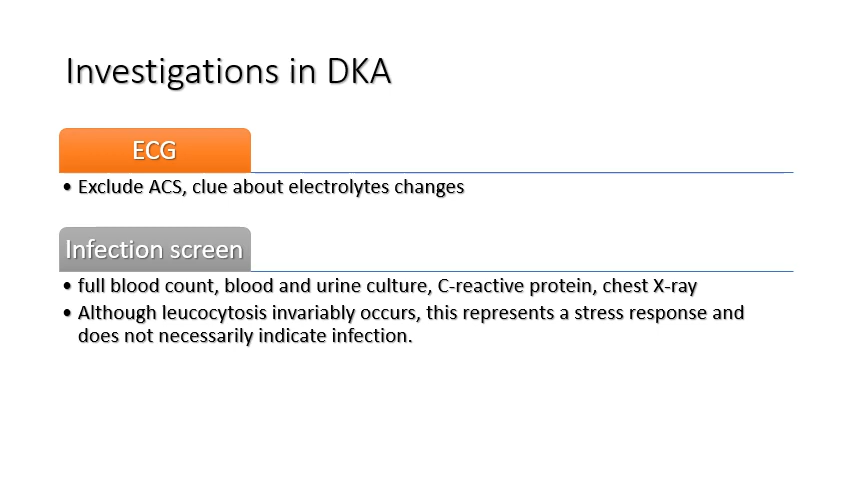 Investigations in DKA
ECG
• Exclude ACS, clue about electrolytes changes
Infection screen
• full blood count, blood and urine culture, C-reactive protein, chest X-ray
• Although leucocytosis invariably occurs, this represents a stress response and
does not necessarily indicate infection.